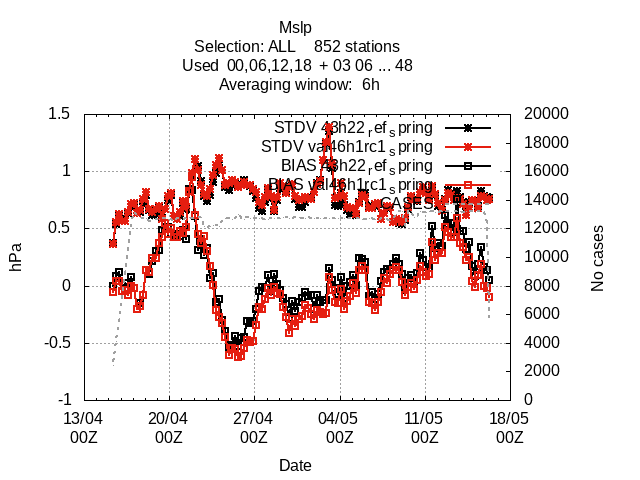 Mslp
Selection: ALL 852 stations
Used 00,06,12,18 + 03 06 ... 48
Averaging window: 6h
STDV 43h22_ref_spring
STDV val46h1rc1_spring
BIAS 43h22_ref_spring
BIAS val46h1rc1_spring
CASES
1.5
1
0.5
0
-0.5
-1
hPa
20000
18000
16000
14000
12000
10000
8000
6000
4000
2000
0
No cases
13/04 20/04 27/04 04/05 11/05 18/05
00Z 00Z 00Z 00Z 00Z 00Z
Date